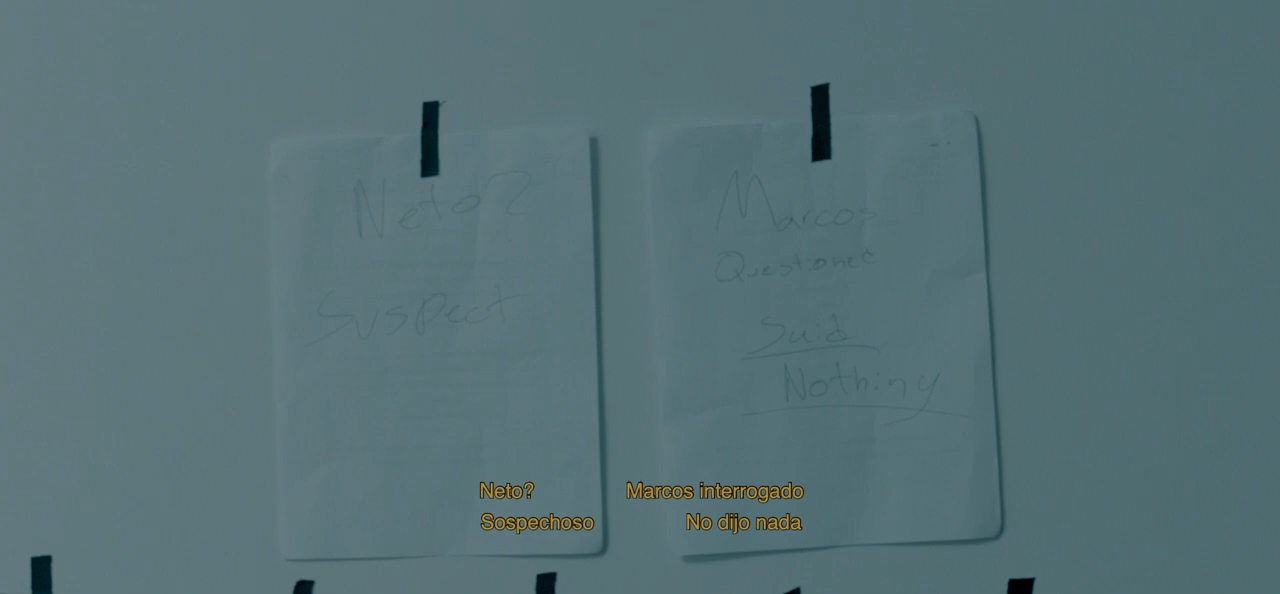 Neto?
Suspect
Marcos
Questioned
Said
Nothing
Neto?
Sospechoso
Marcos interrogado
No dijo nada